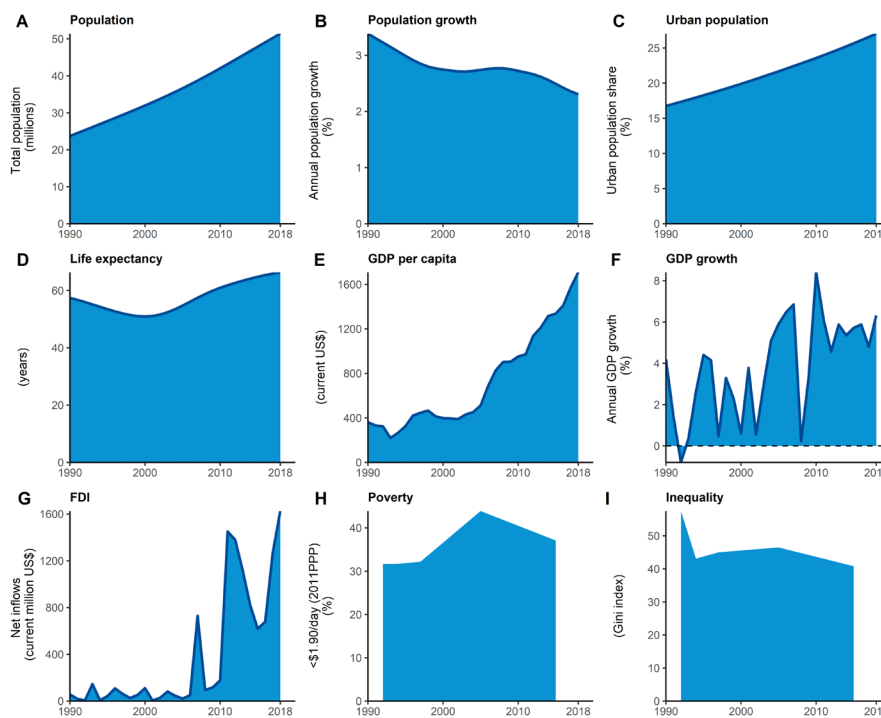 A Population
50
40
30
20
10
0
Total population
(millions)
1990 2000 2010 2018
B Population growth
3
2
1
0
Annual population growth
(%)
1990 2000 2010 2018
C Urban population
25
20
15
10
5
0
Urban population share
(%)
1990 2000 2010 201
D Life expectancy
60
40
20
0
(years)
1990 2000 2010 2018
E GDP per capita
1600
1200
800
400
0
(current US$)
1990 2000 2010 2018
F GDP growth
8
6
4
2
0
Annual GDP growth
(%)
1990 2000 2010 201
G FDI
1600
1200
800
400
0
Net inflows
(current million US$)
1990 2000 2010 2018
H Poverty
40
30
20
10
0
<$1.90/day (2011PPP)
(%)
1990 2000 2010 2018
I Inequality
50
40
30
20
10
0
(Gini index)
1990 2000 2010 201